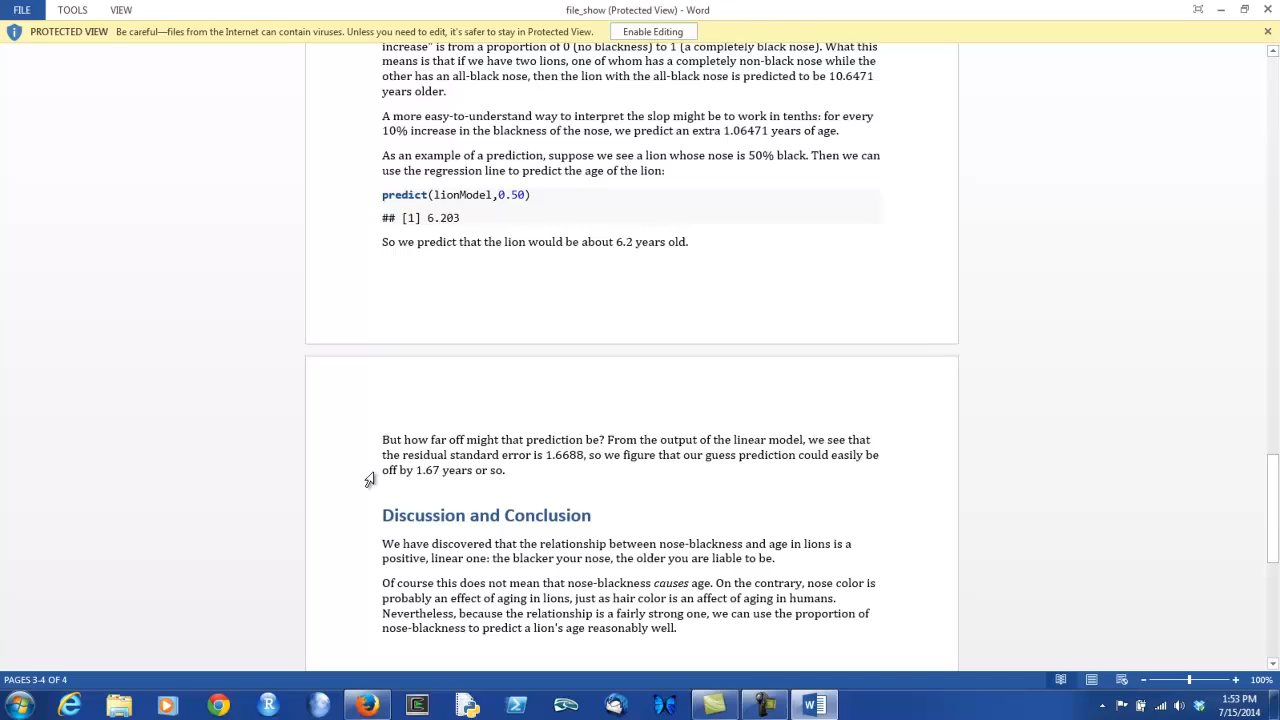 FILE TOOLS VIEW file_show (Protected View) - Word
PROTECTED VIEW Be careful—files from the Internet can contain viruses. Unless you need to edit, it's safer to stay in Protected View. Enable Editing
increase" is from a proportion of 0 (no blackness) to 1 (a completely black nose). What this
means is that if we have two lions, one of whom has a completely non-black nose while the
other has an all-black nose, then the lion with the all-black nose is predicted to be 10.6471
years older.
A more easy-to-understand way to interpret the slop might be to work in tenths: for every
10% increase in the blackness of the nose, we predict an extra 1.06471 years of age.
As an example of a prediction, suppose we see a lion whose nose is 50% black. Then we can
use the regression line to predict the age of the lion:
predict(lionModel,0.50)
## [1] 6.203
So we predict that the lion would be about 6.2 years old.
But how far off might that prediction be? From the output of the linear model, we see that
the residual standard error is 1.6688, so we figure that our guess prediction could easily be
off by 1.67 years or so.
Discussion and Conclusion
We have discovered that the relationship between nose-blackness and age in lions is a
positive, linear one: the blacker your nose, the older you are liable to be.
Of course this does not mean that nose-blackness causes age. On the contrary, nose color is
probably an effect of aging in lions, just as hair color is an affect of aging in humans.
Nevertheless, because the relationship is a fairly strong one, we can use the proportion of
nose-blackness to predict a lion's age reasonably well.
PAGES 3-4 OF 4 100%
1:53 PM
7/15/2014